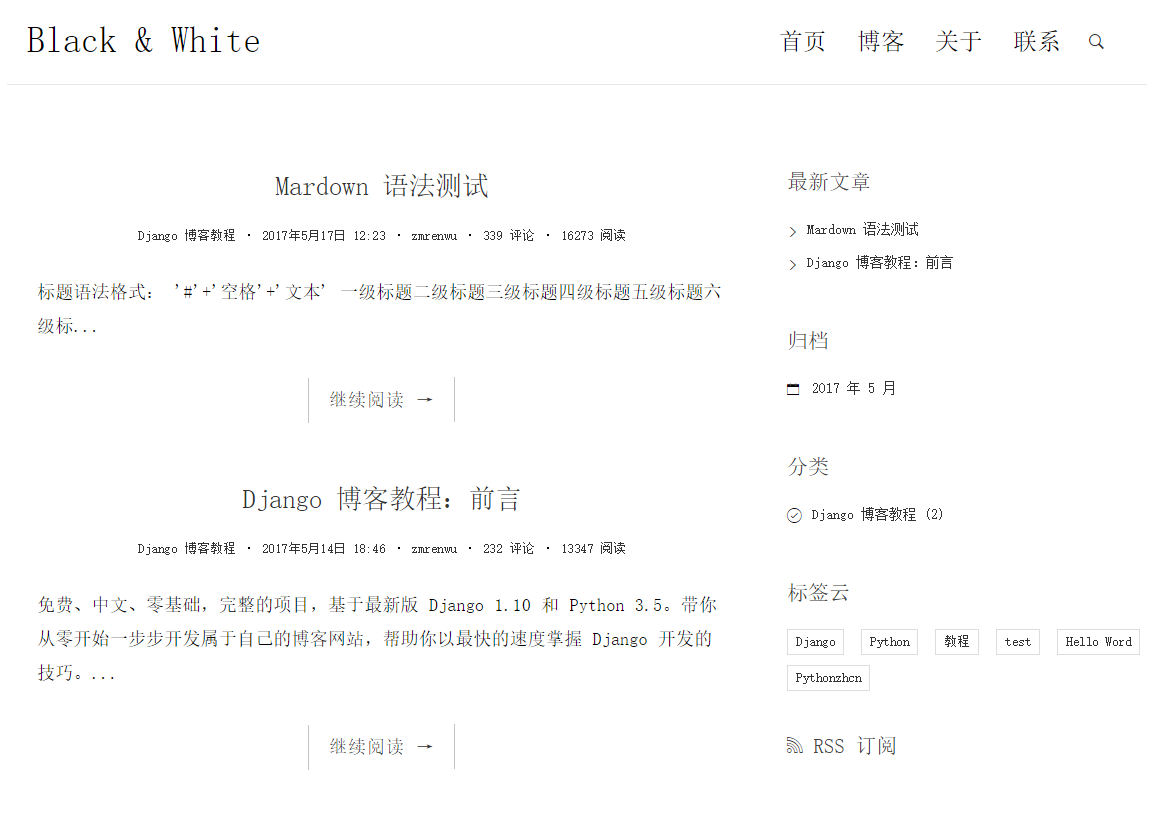 Black & White
首页 博客 关于 联系
Mardown 语法测试
Django 博客教程 · 2017年5月17日 12:23 · zmrenwu · 339 评论 · 16273 阅读
标题语法格式: '#'+'空格'+'文本' 一级标题二级标题三级标题四级标题五级标题六
级标...
继续阅读 →
Django 博客教程：前言
Django 博客教程 · 2017年5月14日 18:46 · zmrenwu · 232 评论 · 13347 阅读
免费、中文、零基础，完整的项目，基于最新版 Django 1.10 和 Python 3.5。带你
从零开始一步步开发属于自己的博客网站，帮助你以最快的速度掌握 Django 开发的
技巧。...
继续阅读 →
最新文章
Mardown 语法测试
Django 博客教程：前言
归档
2017 年 5 月
分类
Django 博客教程 (2)
标签云
Django Python 教程 test Hello Word
Pythonzhcn
RSS 订阅